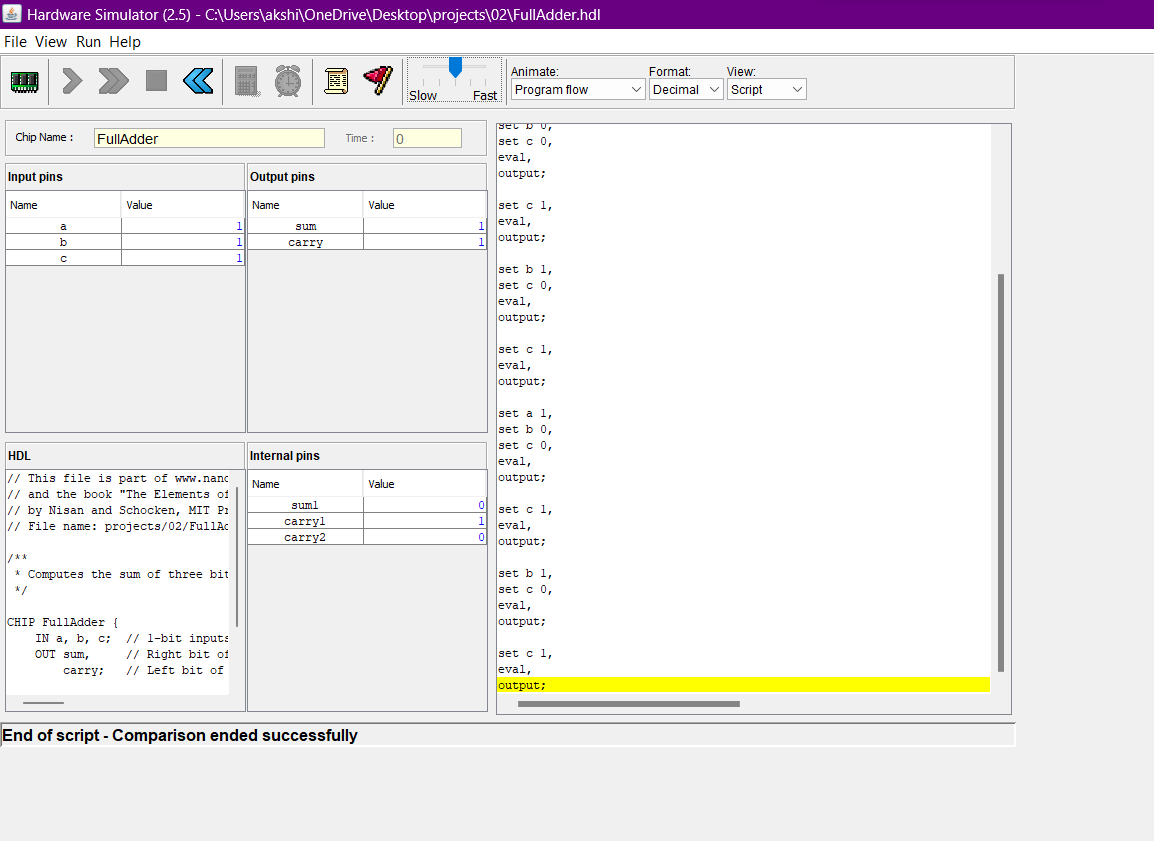 Hardware Simulator (2.5) - C:\Users\akshi\OneDrive\Desktop\projects\02\FullAdder.hdl
File View Run Help
Slow Fast
Animate: Format: View:
Program flow Decimal Script
Chip Name : FullAdder Time : 0
Input pins
Name Value
a 1
b 1
c 1
Output pins
Name Value
sum 1
carry 1
HDL
// This file is part of www.nand
// and the book "The Elements of
// by Nisan and Schocken, MIT Pr
// File name: projects/02/FullAd
/**
* Computes the sum of three bit
*/
CHIP FullAdder {
IN a, b, c; // 1-bit inputs
OUT sum, // Right bit of
carry; // Left bit of
Internal pins
Name Value
sum1 0
carry1 1
carry2 0
set b 0,
set c 0,
eval,
output;
set c 1,
eval,
output;
set b 1,
set c 0,
eval,
output;
set c 1,
eval,
output;
set a 1,
set b 0,
set c 0,
eval,
output;
set c 1,
eval,
output;
set b 1,
set c 0,
eval,
output;
set c 1,
eval,
output;
End of script - Comparison ended successfully